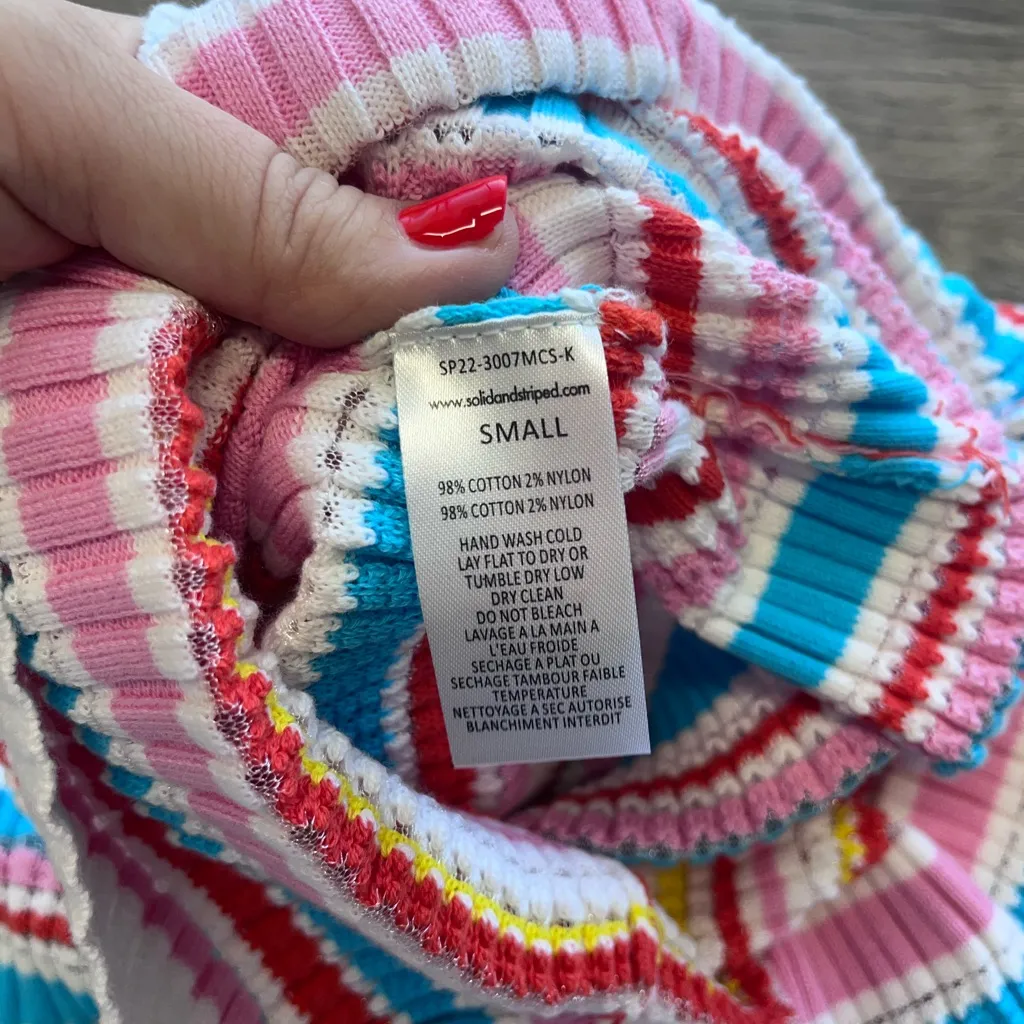 SP22-3007MCS-K
www.solidandstriped.com
SMALL
98% COTTON 2% NYLON
98% COTTON 2% NYLON
HAND WASH COLD
LAY FLAT TO DRY OR
TUMBLE DRY LOW
DRY CLEAN
DO NOT BLEACH
LAVAGE A LA MAIN A
L'EAU FROIDE
SECHAGE A PLAT OU
SECHAGE TAMBOUR FAIBLE
TEMPERATURE
NETTOYAGE A SEC AUTORISE
BLANCHIMENT INTERDIT